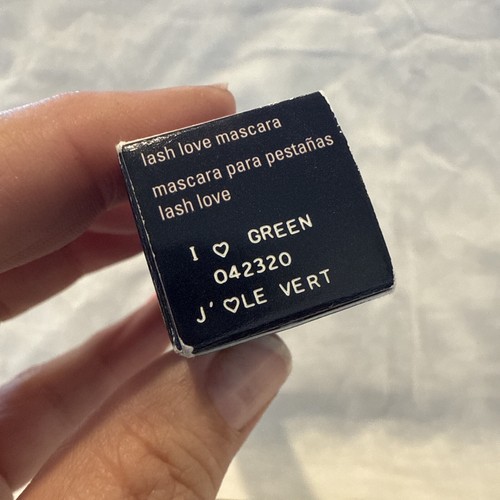 lash love mascara
mascara para pestañas
lash love
I ♡ GREEN
042320
J' ♡LE VERT